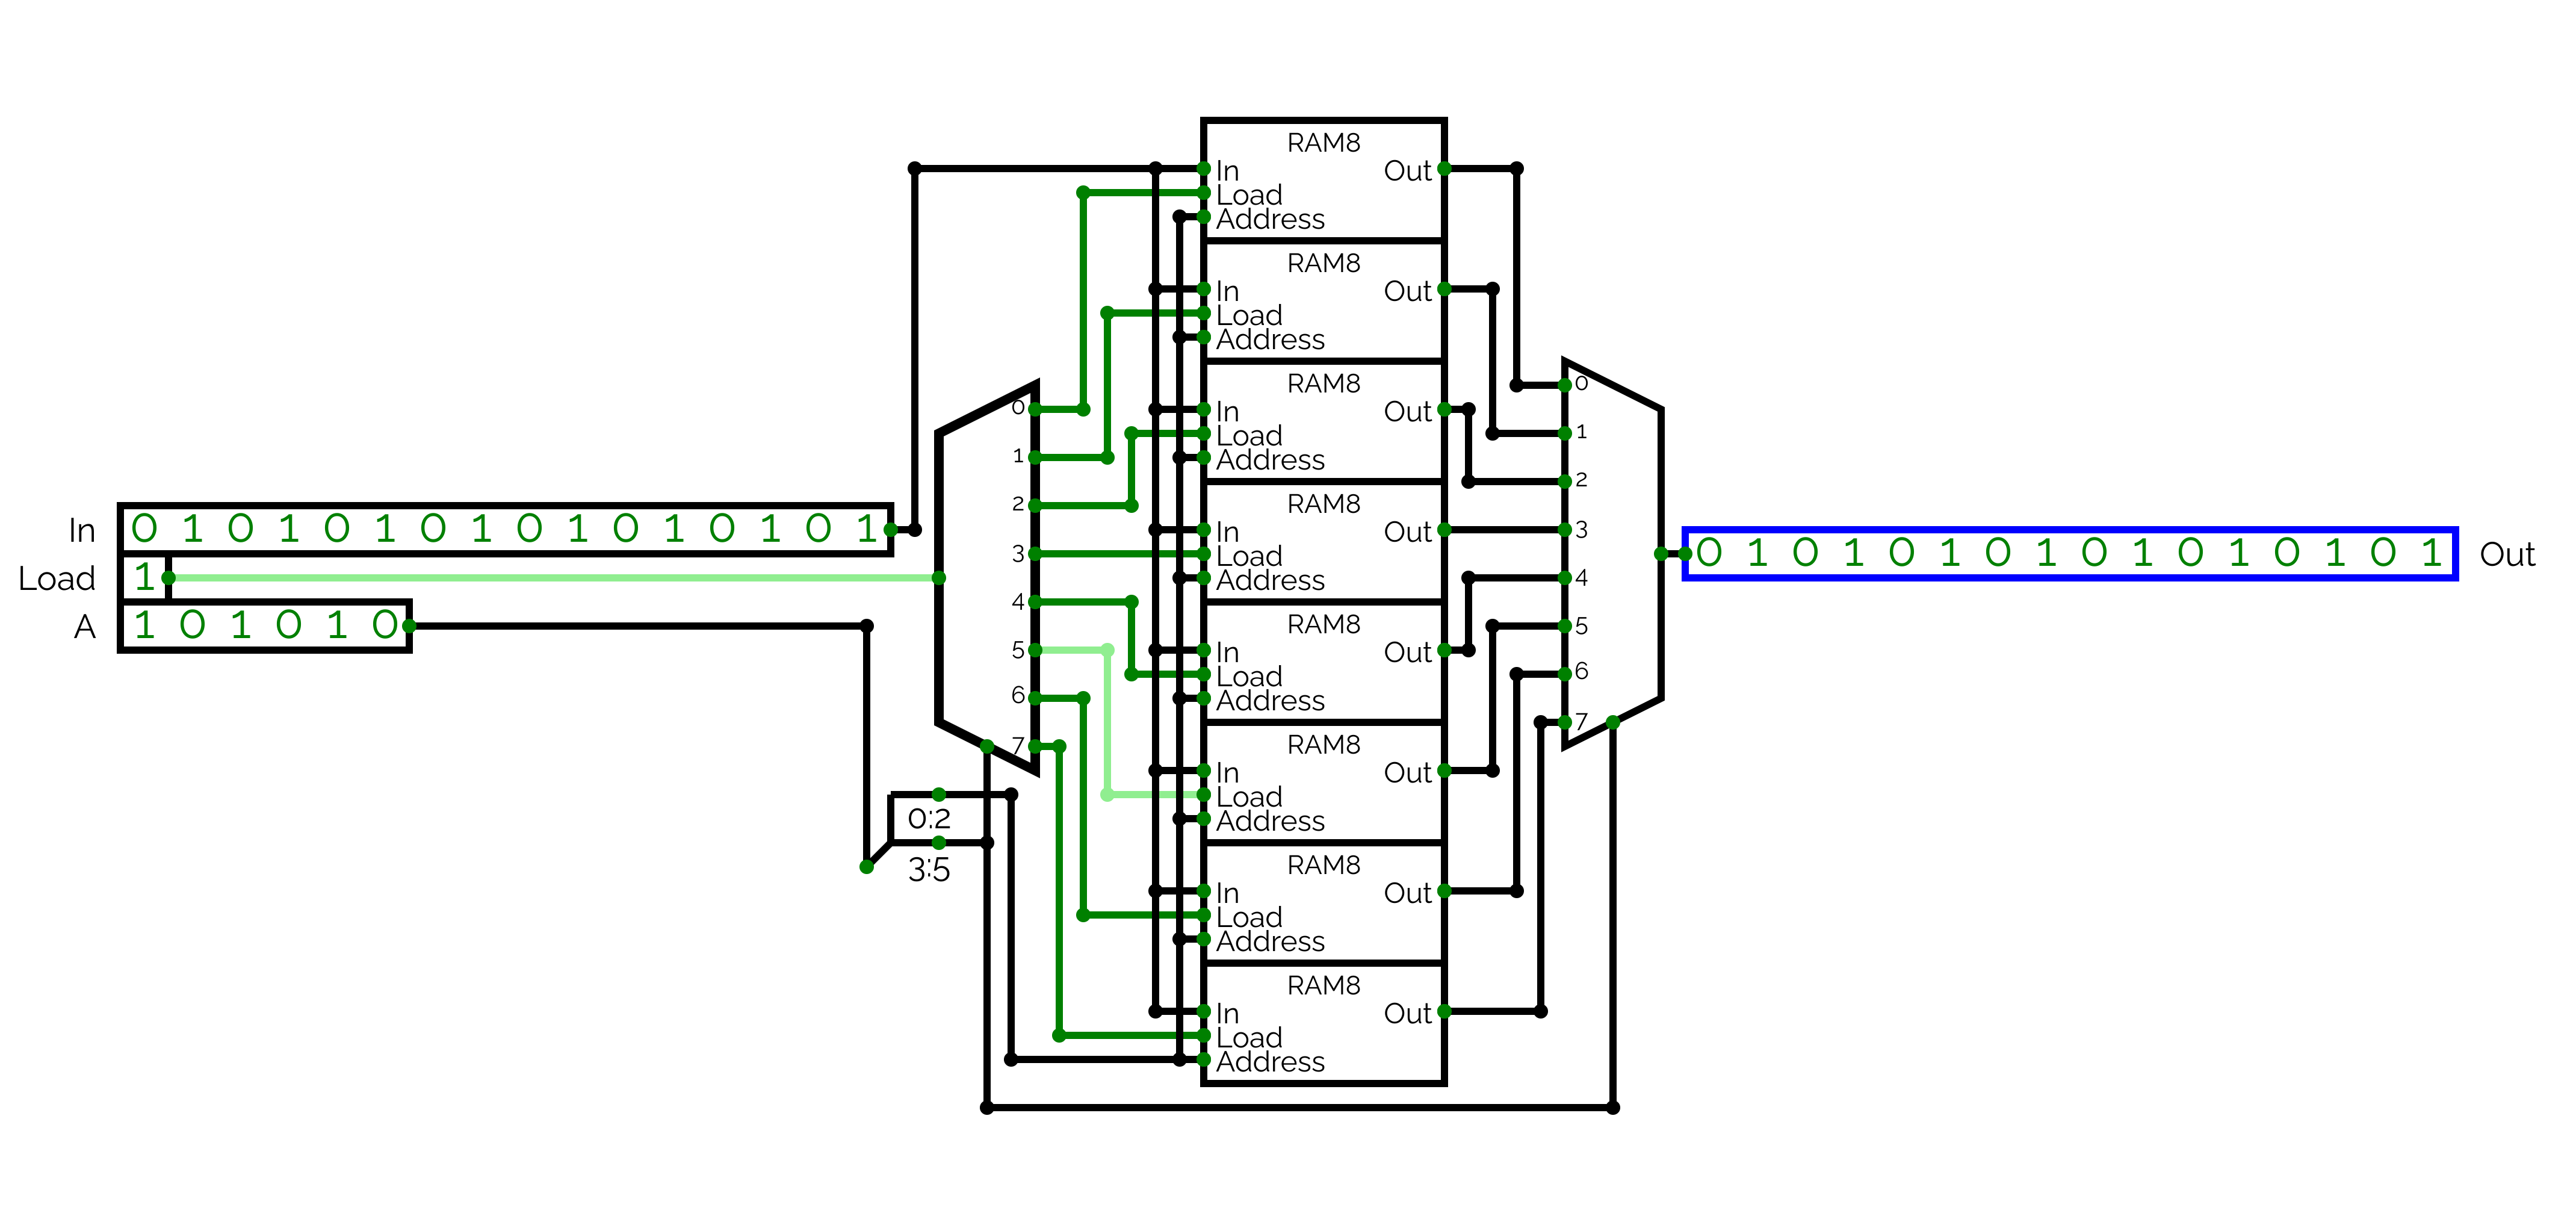 In 0 1 0 1 0 1 0 1 0 1 0 1 0 1 0 1
Load 1
A 1 0 1 0 1 0
0
1
2
3
4
5
6
7
0:2
3:5
RAM8
In Out
Load
Address
RAM8
In Out
Load
Address
RAM8
In Out
Load
Address
RAM8
In Out
Load
Address
RAM8
In Out
Load
Address
RAM8
In Out
Load
Address
RAM8
In Out
Load
Address
RAM8
In Out
Load
Address
0
1
2
3
4
5
6
7
0 1 0 1 0 1 0 1 0 1 0 1 0 1 0 1 Out